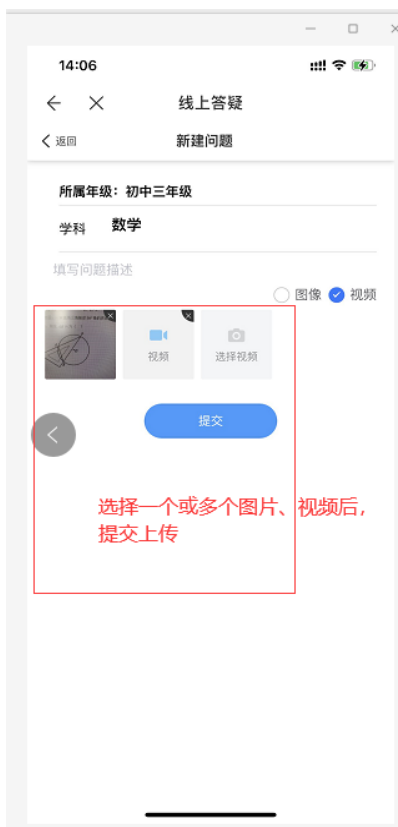 14:06
线上答疑
返回
新建问题
所属年级：初中三年级
学科 数学
填写问题描述
图像 视频
视频 选择视频
提交
选择一个或多个图片、视频后，
提交上传